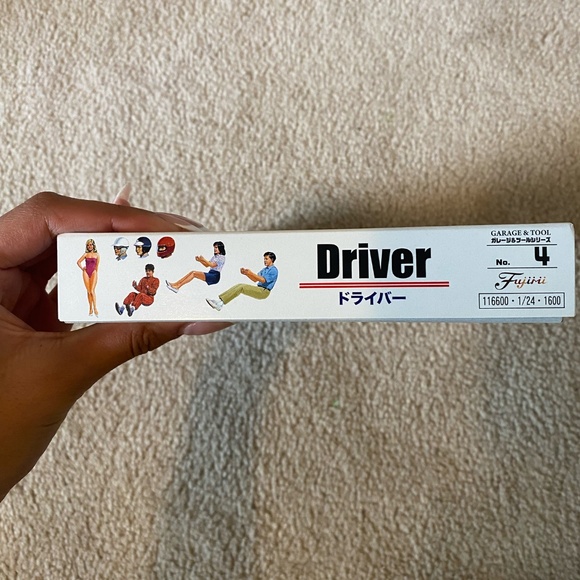 Driver
ドライバー
GARAGE & TOOL
ガレージ&ツールシリーズ
No. 4
Fujimi
116600・1/24・1600